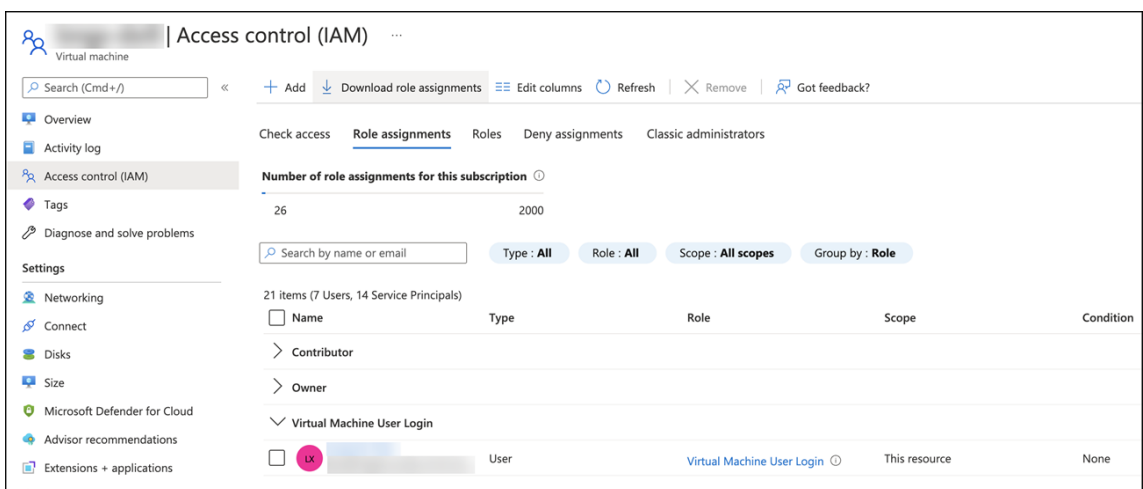 | Access control (IAM) ...
Virtual machine
Search (Cmd+/) «
Add Download role assignments Edit columns Refresh Remove Got feedback?
Overview
Activity log
Access control (IAM)
Tags
Diagnose and solve problems
Settings
Networking
Connect
Disks
Size
Microsoft Defender for Cloud
Advisor recommendations
Extensions + applications
Check access Role assignments Roles Deny assignments Classic administrators
Number of role assignments for this subscription
26 2000
Search by name or email Type : All Role : All Scope : All scopes Group by : Role
21 items (7 Users, 14 Service Principals)
Name Type Role Scope Condition
Contributor
Owner
Virtual Machine User Login
LX User Virtual Machine User Login This resource None